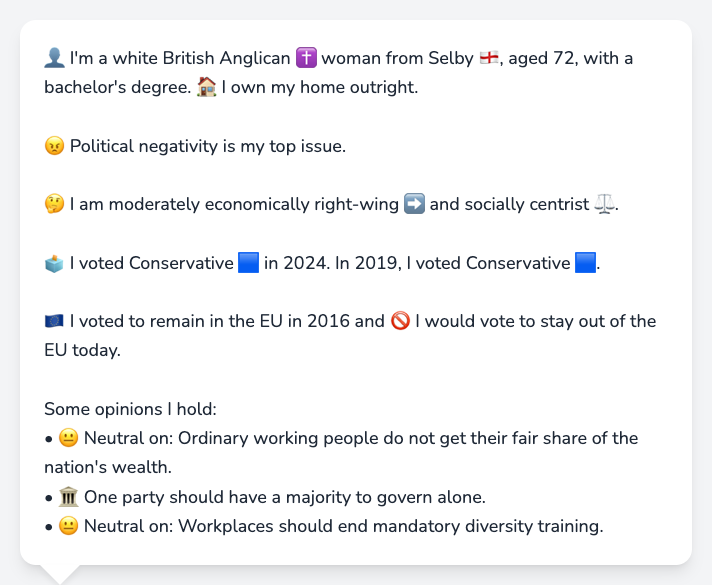 👤 I'm a white British Anglican ✝️ woman from Selby 🏴󠁧󠁢󠁥󠁮󠁧󠁿, aged 72, with a
bachelor's degree. 🏠 I own my home outright.
😠 Political negativity is my top issue.
🤔 I am moderately economically right-wing ➡️ and socially centrist ⚖️.
🗳️ I voted Conservative 🟦 in 2024. In 2019, I voted Conservative 🟦.
🇪🇺 I voted to remain in the EU in 2016 and 🚫 I would vote to stay out of the
EU today.
Some opinions I hold:
• 😐 Neutral on: Ordinary working people do not get their fair share of the
nation's wealth.
• 🏛️ One party should have a majority to govern alone.
• 😐 Neutral on: Workplaces should end mandatory diversity training.